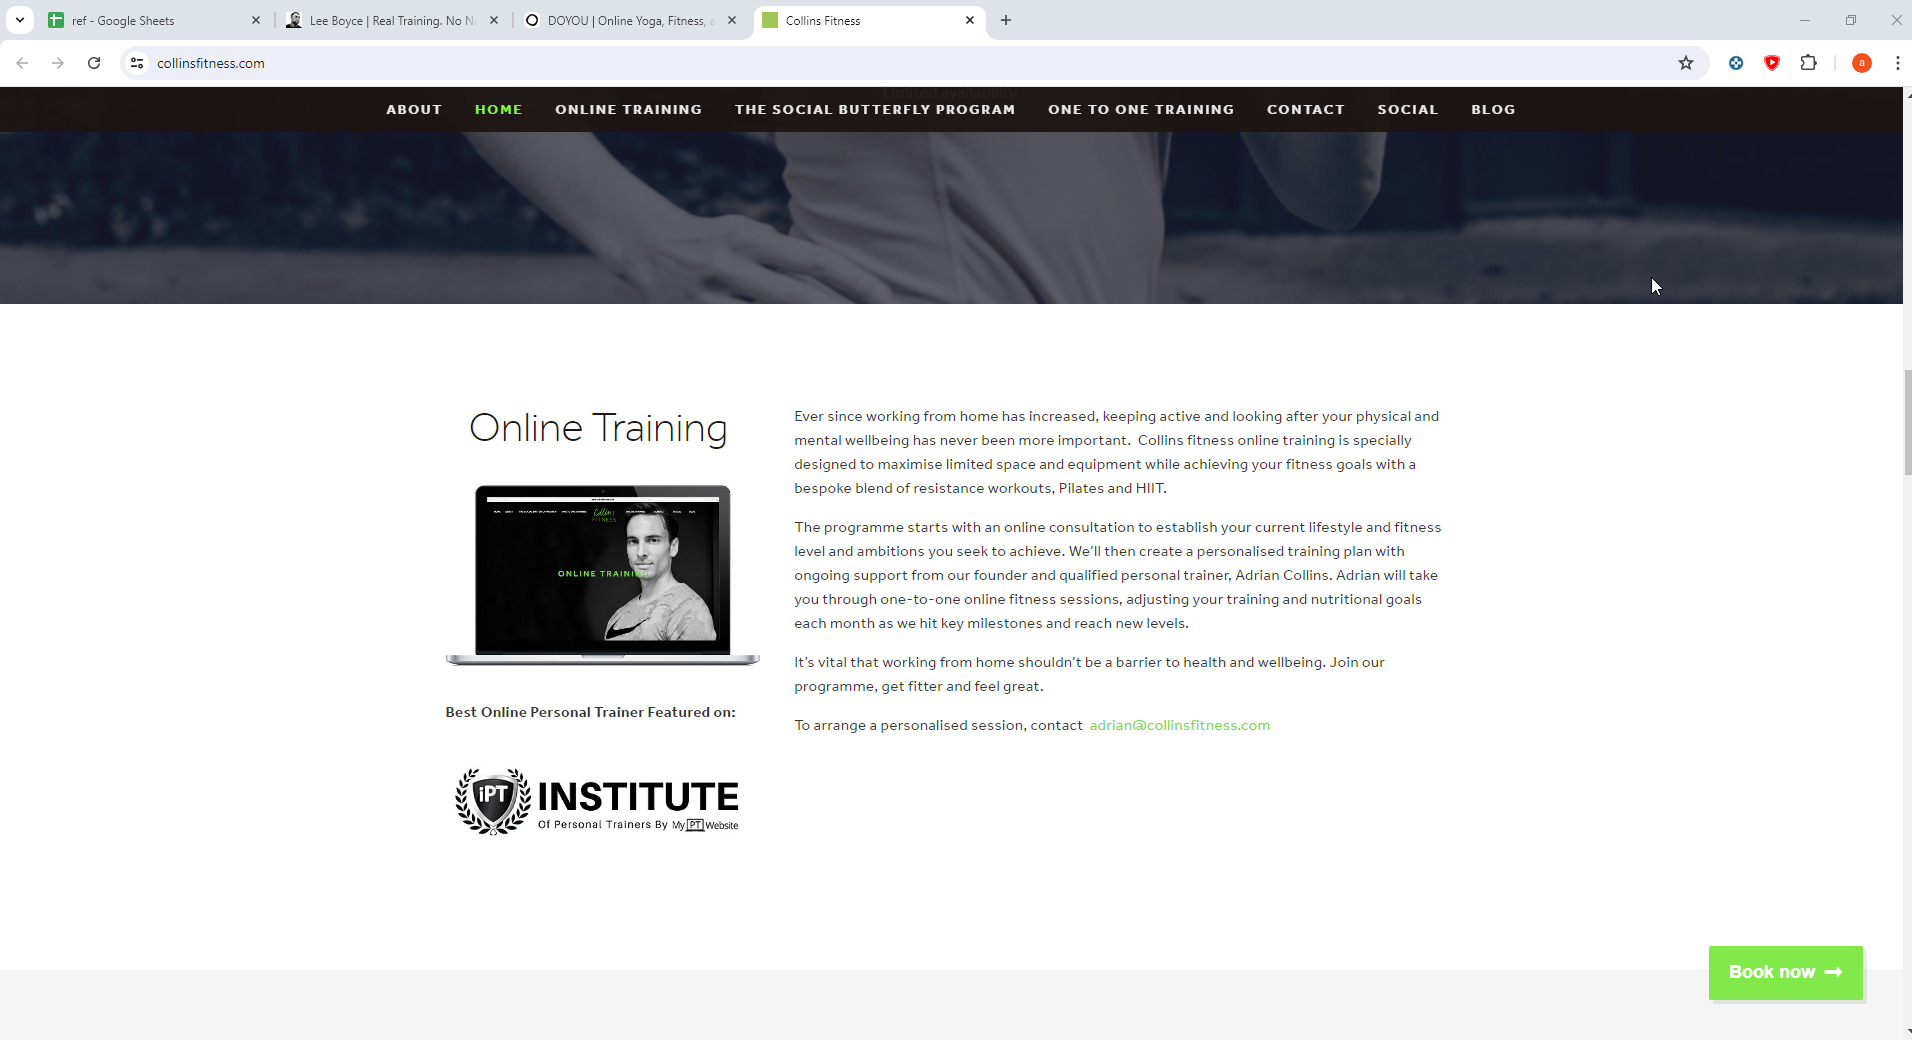 ref - Google Sheets
Lee Boyce | Real Training. No N
DOYOU | Online Yoga, Fitness, a
Collins Fitness
collinsfitness.com
a
Limited availability
ABOUT HOME ONLINE TRAINING THE SOCIAL BUTTERFLY PROGRAM ONE TO ONE TRAINING CONTACT SOCIAL BLOG
Online Training
Collins
FITNESS
ONLINE TRAINING
Best Online Personal Trainer Featured on:
iPT INSTITUTE
Of Personal Trainers By My PT Website
Ever since working from home has increased, keeping active and looking after your physical and
mental wellbeing has never been more important. Collins fitness online training is specially
designed to maximise limited space and equipment while achieving your fitness goals with a
bespoke blend of resistance workouts, Pilates and HIIT.
The programme starts with an online consultation to establish your current lifestyle and fitness
level and ambitions you seek to achieve. We'll then create a personalised training plan with
ongoing support from our founder and qualified personal trainer, Adrian Collins. Adrian will take
you through one-to-one online fitness sessions, adjusting your training and nutritional goals
each month as we hit key milestones and reach new levels.
It's vital that working from home shouldn't be a barrier to health and wellbeing. Join our
programme, get fitter and feel great.
To arrange a personalised session, contact adrian@collinsfitness.com
Book now